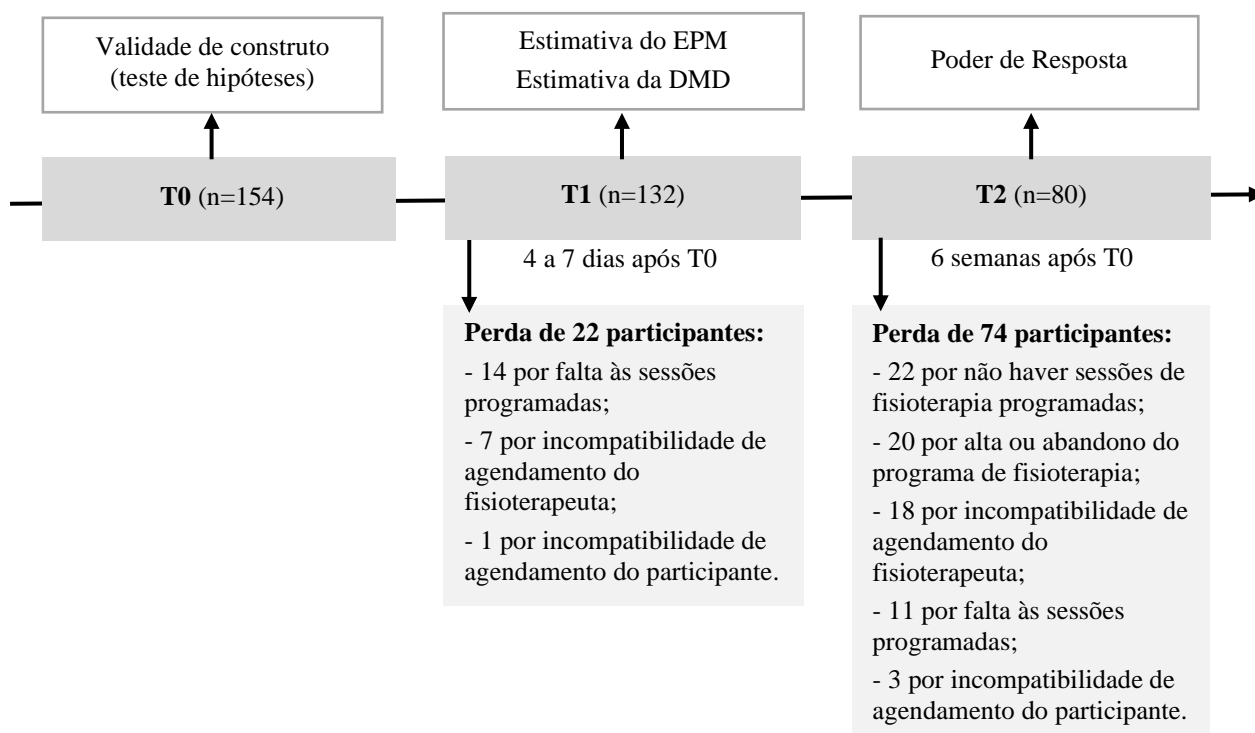 Validade de construto
(teste de hipóteses)
Estimativa do EPM
Estimativa da DMD
Poder de Resposta
T0 (n=154)
T1 (n=132)
T2 (n=80)
4 a 7 dias após T0
6 semanas após T0
Perda de 22 participantes:
- 14 por falta às sessões
programadas;
- 7 por incompatibilidade de
agendamento do
fisioterapeuta;
- 1 por incompatibilidade de
agendamento do participante.
Perda de 74 participantes:
- 22 por não haver sessões de
fisioterapia programadas;
- 20 por alta ou abandono do
programa de fisioterapia;
- 18 por incompatibilidade de
agendamento do
fisioterapeuta;
- 11 por falta às sessões
programadas;
- 3 por incompatibilidade de
agendamento do participante.